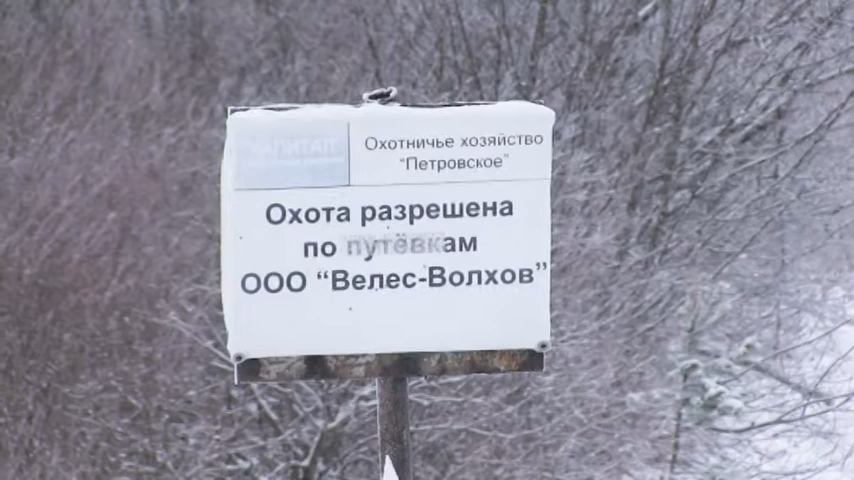 Охотничье хозяйство
“Петровское”
Охота разрешена
по путёвкам
ООО “Велес-Волхов”